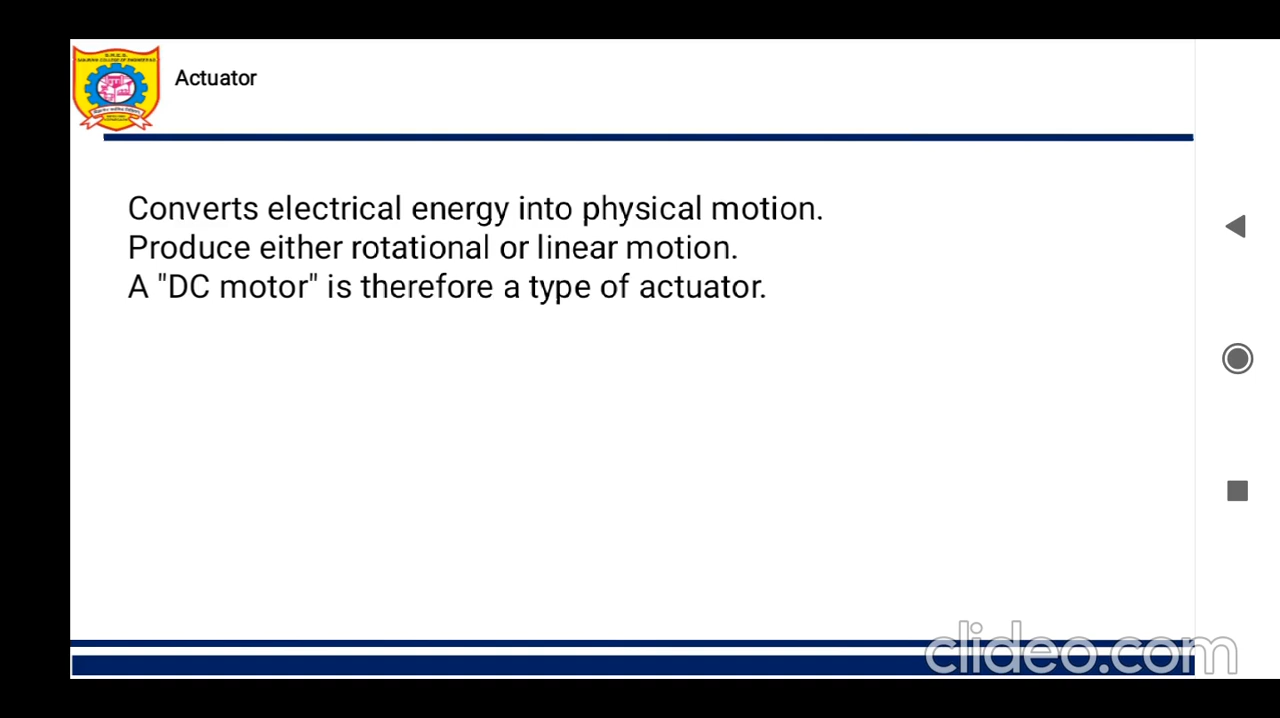 Actuator
Converts electrical energy into physical motion.
Produce either rotational or linear motion.
A "DC motor" is therefore a type of actuator.
clideo.com